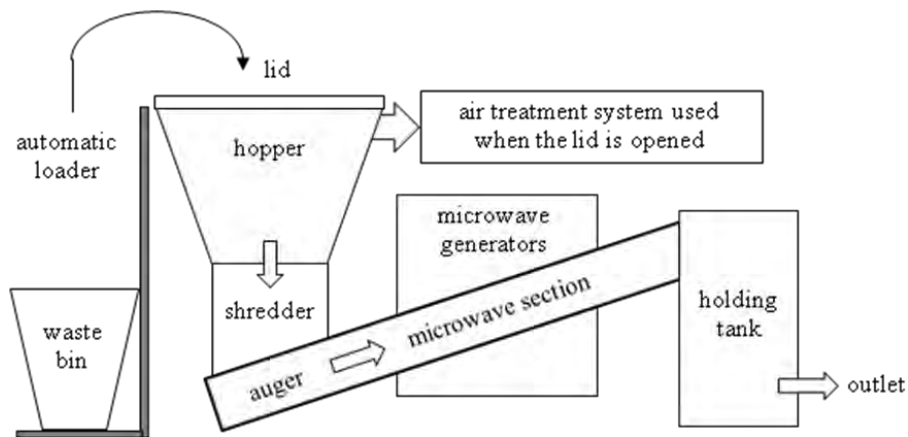 lid
automatic
loader
hopper
air treatment system used
when the lid is opened
microwave
generators
waste
bin
shredder
auger
microwave section
holding
tank
outlet